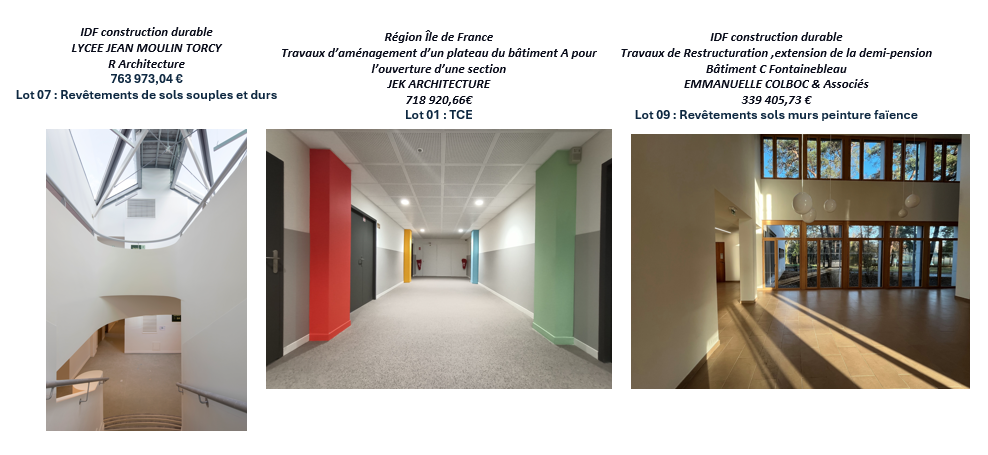 IDF construction durable
LYCEE JEAN MOULIN TORCY
R Architecture
763 973,04 €
Lot 07 : Revêtements de sols souples et durs
Région Île de France
Travaux d’aménagement d’un plateau du bâtiment A pour
l’ouverture d’une section
JEK ARCHITECTURE
718 920,66€
Lot 01 : TCE
IDF construction durable
Travaux de Restructuration ,extension de la demi-pension
Bâtiment C Fontainebleau
EMMANUELLE COLBOC & Associés
339 405,73 €
Lot 09 : Revêtements sols murs peinture faïence